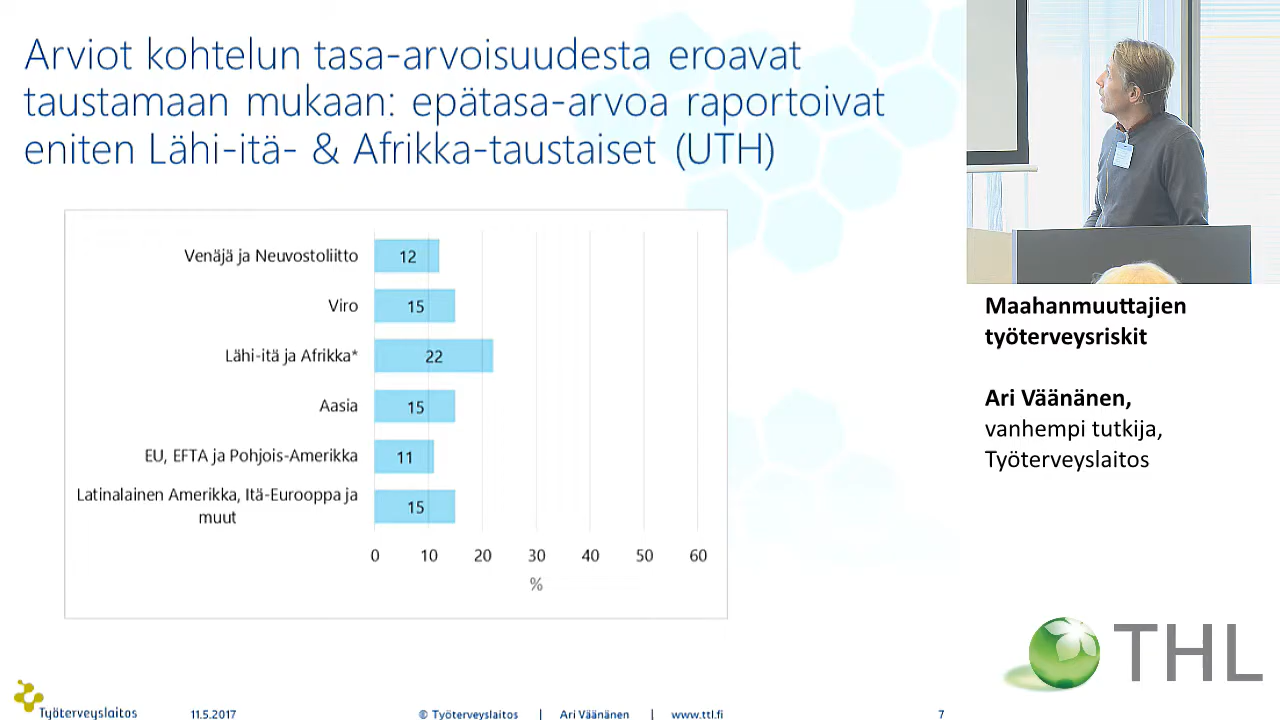 Arviot kohtelun tasa-arvoisuudesta eroavat
taustamaan mukaan: epätasa-arvoa raportoivat
eniten Lähi-itä- & Afrikka-taustaiset (UTH)
Venäjä ja Neuvostoliitto
12
Viro
15
Lähi-itä ja Afrikka*
22
Aasia
15
EU, EFTA ja Pohjois-Amerikka
11
Latinalainen Amerikka, Itä-Eurooppa ja
muut
15
0 10 20 30 40 50 60
%
Maahanmuuttajien
työterveysriskit
Ari Väänänen,
vanhempi tutkija,
Työterveyslaitos
THL
Työterveyslaitos 11.5.2017 © Työterveyslaitos | Ari Väänänen | www.ttl.fi 7